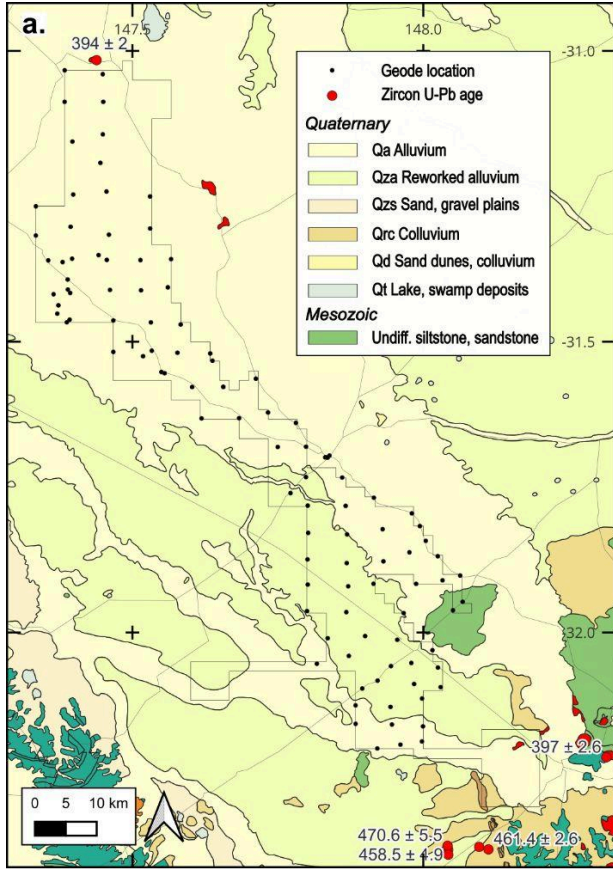 a.
147.5
148.0
394 ± 2
-31.0
Geode location
Zircon U-Pb age
Quaternary
Qa Alluvium
Qza Reworked alluvium
Qzs Sand, gravel plains
Qrc Colluvium
Qd Sand dunes, colluvium
Qt Lake, swamp deposits
Mesozoic
Undiff. siltstone, sandstone
-31.5
-32.0
397 ± 2.6
0 5 10 km
470.6 ± 5.5
461.4 ± 2.6
458.5 ± 4.9